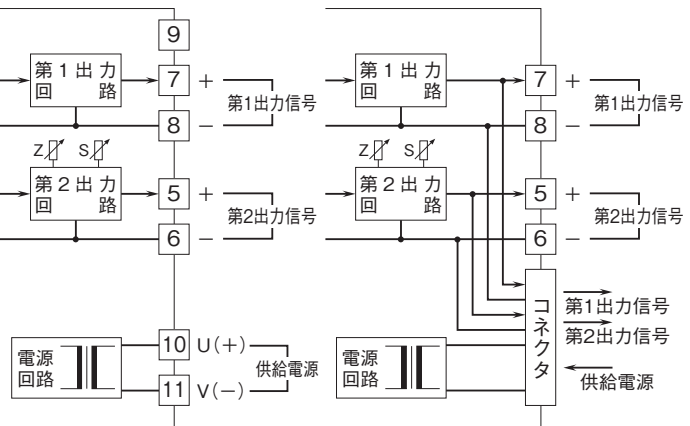 9
第1出力
回 路
7
+
8
−
第1出力信号
Z S
第2出力
回 路
5
+
6
−
第2出力信号
電源
回路
10 U(+)
11 V(−)
供給電源
第1出力
回 路
7
+
8
−
第1出力信号
Z S
第2出力
回 路
5
+
6
−
第2出力信号
コネクタ
第1出力信号
第2出力信号
供給電源
電源
回路